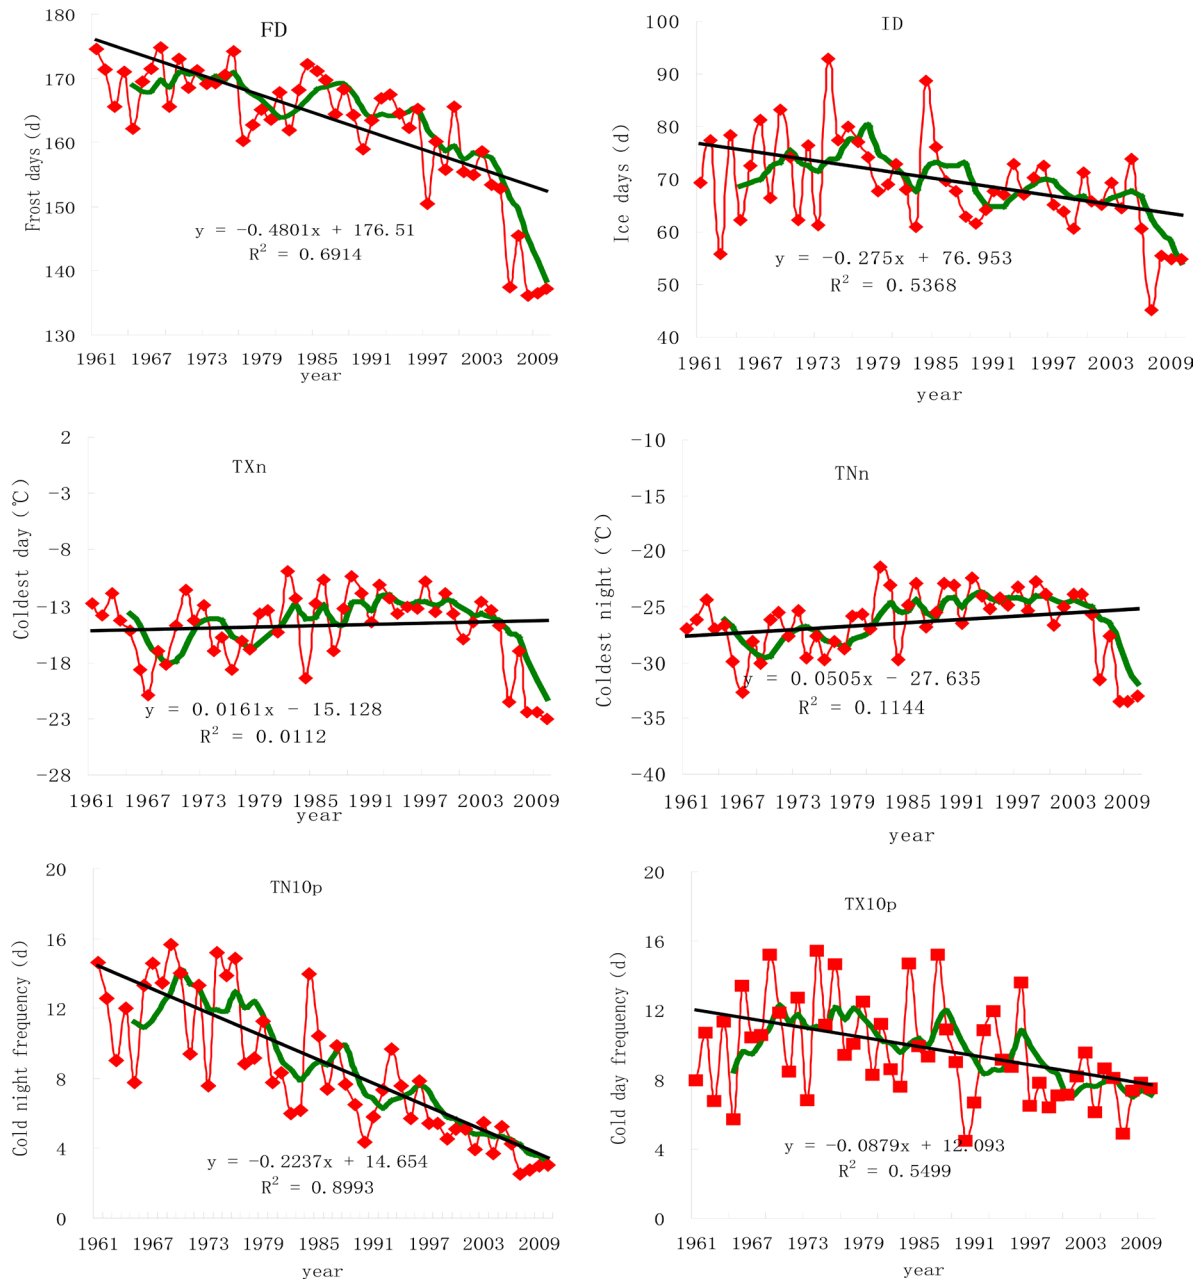 FD
Frost days (d)
180
170
160
150
140
130
y = -0.4801x + 176.51
R² = 0.6914
1961 1967 1973 1979 1985 1991 1997 2003 2009
year
ID
Ice days (d)
100
90
80
70
60
50
40
y = -0.275x + 76.953
R² = 0.5368
1961 1967 1973 1979 1985 1991 1997 2003 2009
year
TXn
Coldest day (℃)
2
-3
-8
-13
-18
-23
-28
y = 0.0161x - 15.128
R² = 0.0112
1961 1967 1973 1979 1985 1991 1997 2003 2009
year
TNn
Coldest night (℃)
-10
-15
-20
-25
-30
-35
-40
y = 0.0505x - 27.635
R² = 0.1144
1961 1967 1973 1979 1985 1991 1997 2003 2009
year
TN10p
Cold night frequency (d)
20
16
12
8
4
0
y = -0.2237x + 14.654
R² = 0.8993
1961 1967 1973 1979 1985 1991 1997 2003 2009
year
TX10p
Cold day frequency (d)
20
16
12
8
4
0
y = -0.0879x + 12.093
R² = 0.5499
1961 1967 1973 1979 1985 1991 1997 2003 2009
year